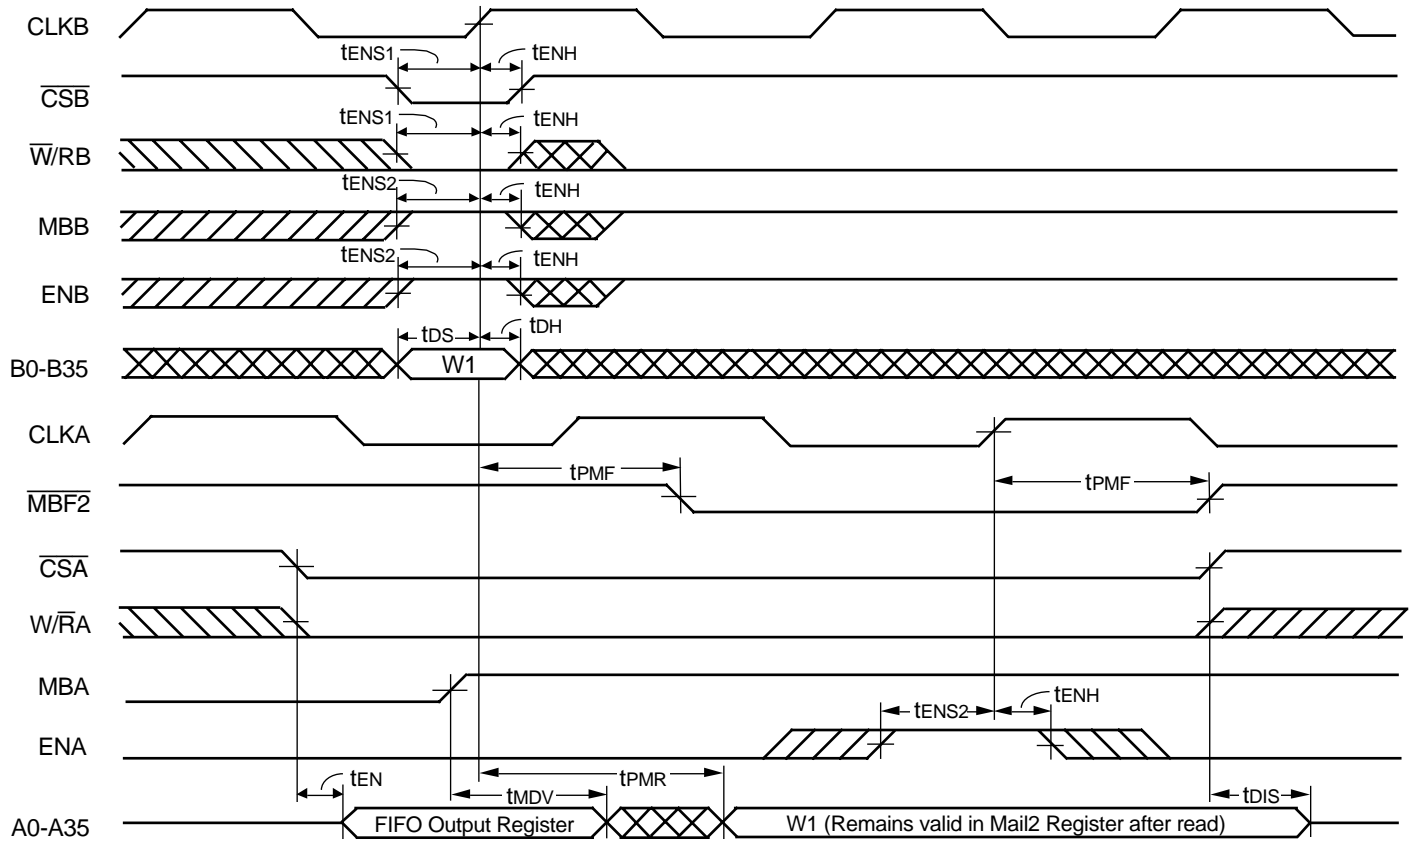 CLKB
tENS1 tENH
CSB
tENS1 tENH
W/RB
tENS2 tENH
MBB
tENS2 tENH
ENB
tDS tDH
B0-B35 W1
CLKA
tPMF tPMF
MBF2
CSA
W/RA
MBA
tENS2 tENH
ENA
tEN tMDV tPMR tDIS
A0-A35 FIFO Output Register W1 (Remains valid in Mail2 Register after read)